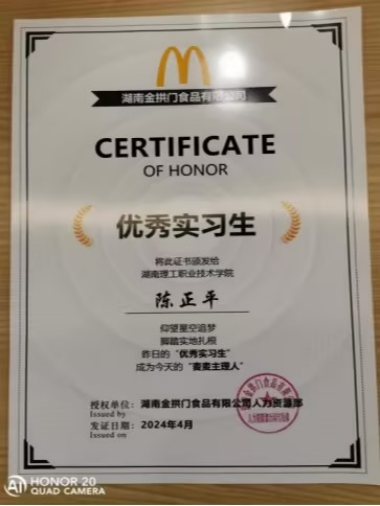 湖南金拱门食品有限公司
CERTIFICATE
OF HONOR
优秀实习生
将此证书颁发给
湖南理工职业技术学院
陈正平
仰望星空追梦
脚踏实地扎根
昨日的“优秀实习生”
成为今天的“麦麦主理人”
授权单位：湖南金拱门食品有限公司人力资源部
Issued by
发证日期：2024年4月
Issued on
HONOR 20
AI QUAD CAMERA